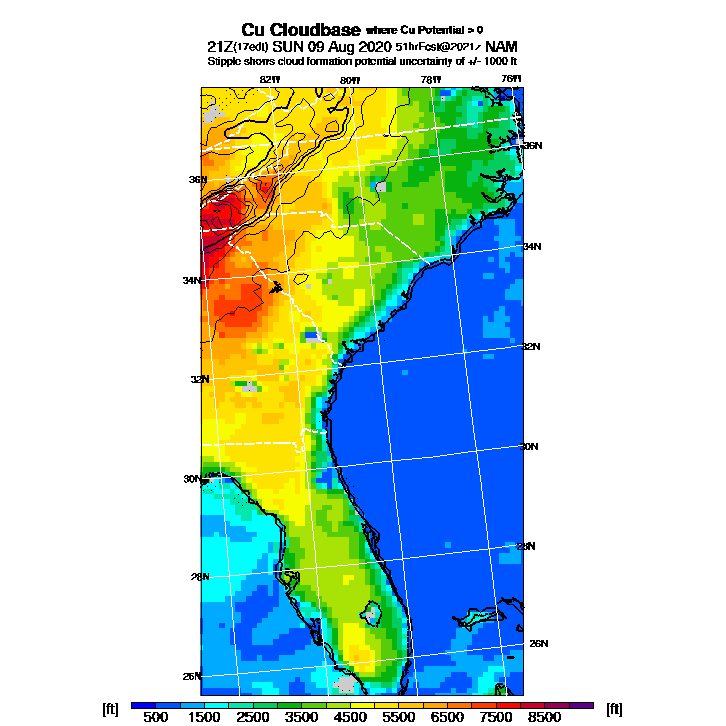 Cu Cloudbase where Cu Potential > 0
21Z(17edt) SUN 09 Aug 2020 51hrFcst@2021z NAM
Stipple shows cloud formation potential uncertainty of +/- 1000 ft
82W 80W 78W 76W
36N
36N
34N
34N
32N
32N
30N
30N
28N
28N
26N
26N
[ft] 500 1500 2500 3500 4500 5500 6500 7500 8500 [ft]